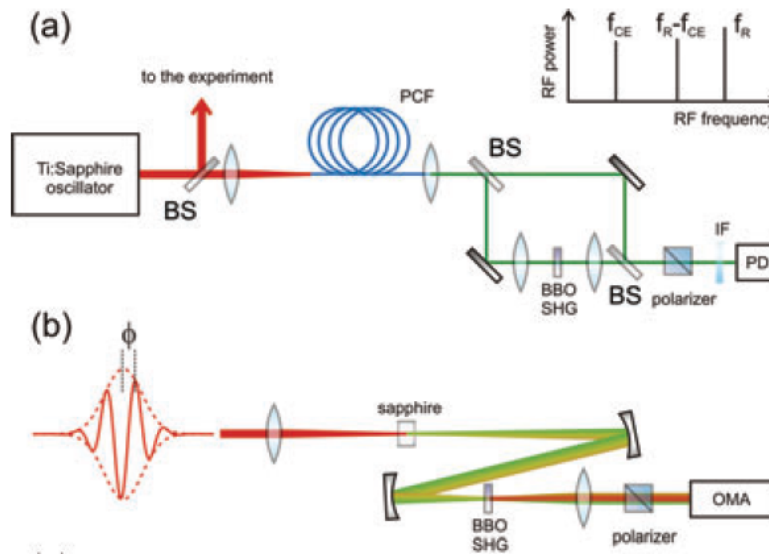 (a)
to the experiment
PCF
Ti:Sapphire
oscillator
BS
BS
BBO
SHG
BS
polarizer
IF
PD
RF power
f_CE
f_R-f_CE
f_R
RF frequency
(b)
ϕ
sapphire
BBO
SHG
polarizer
OMA